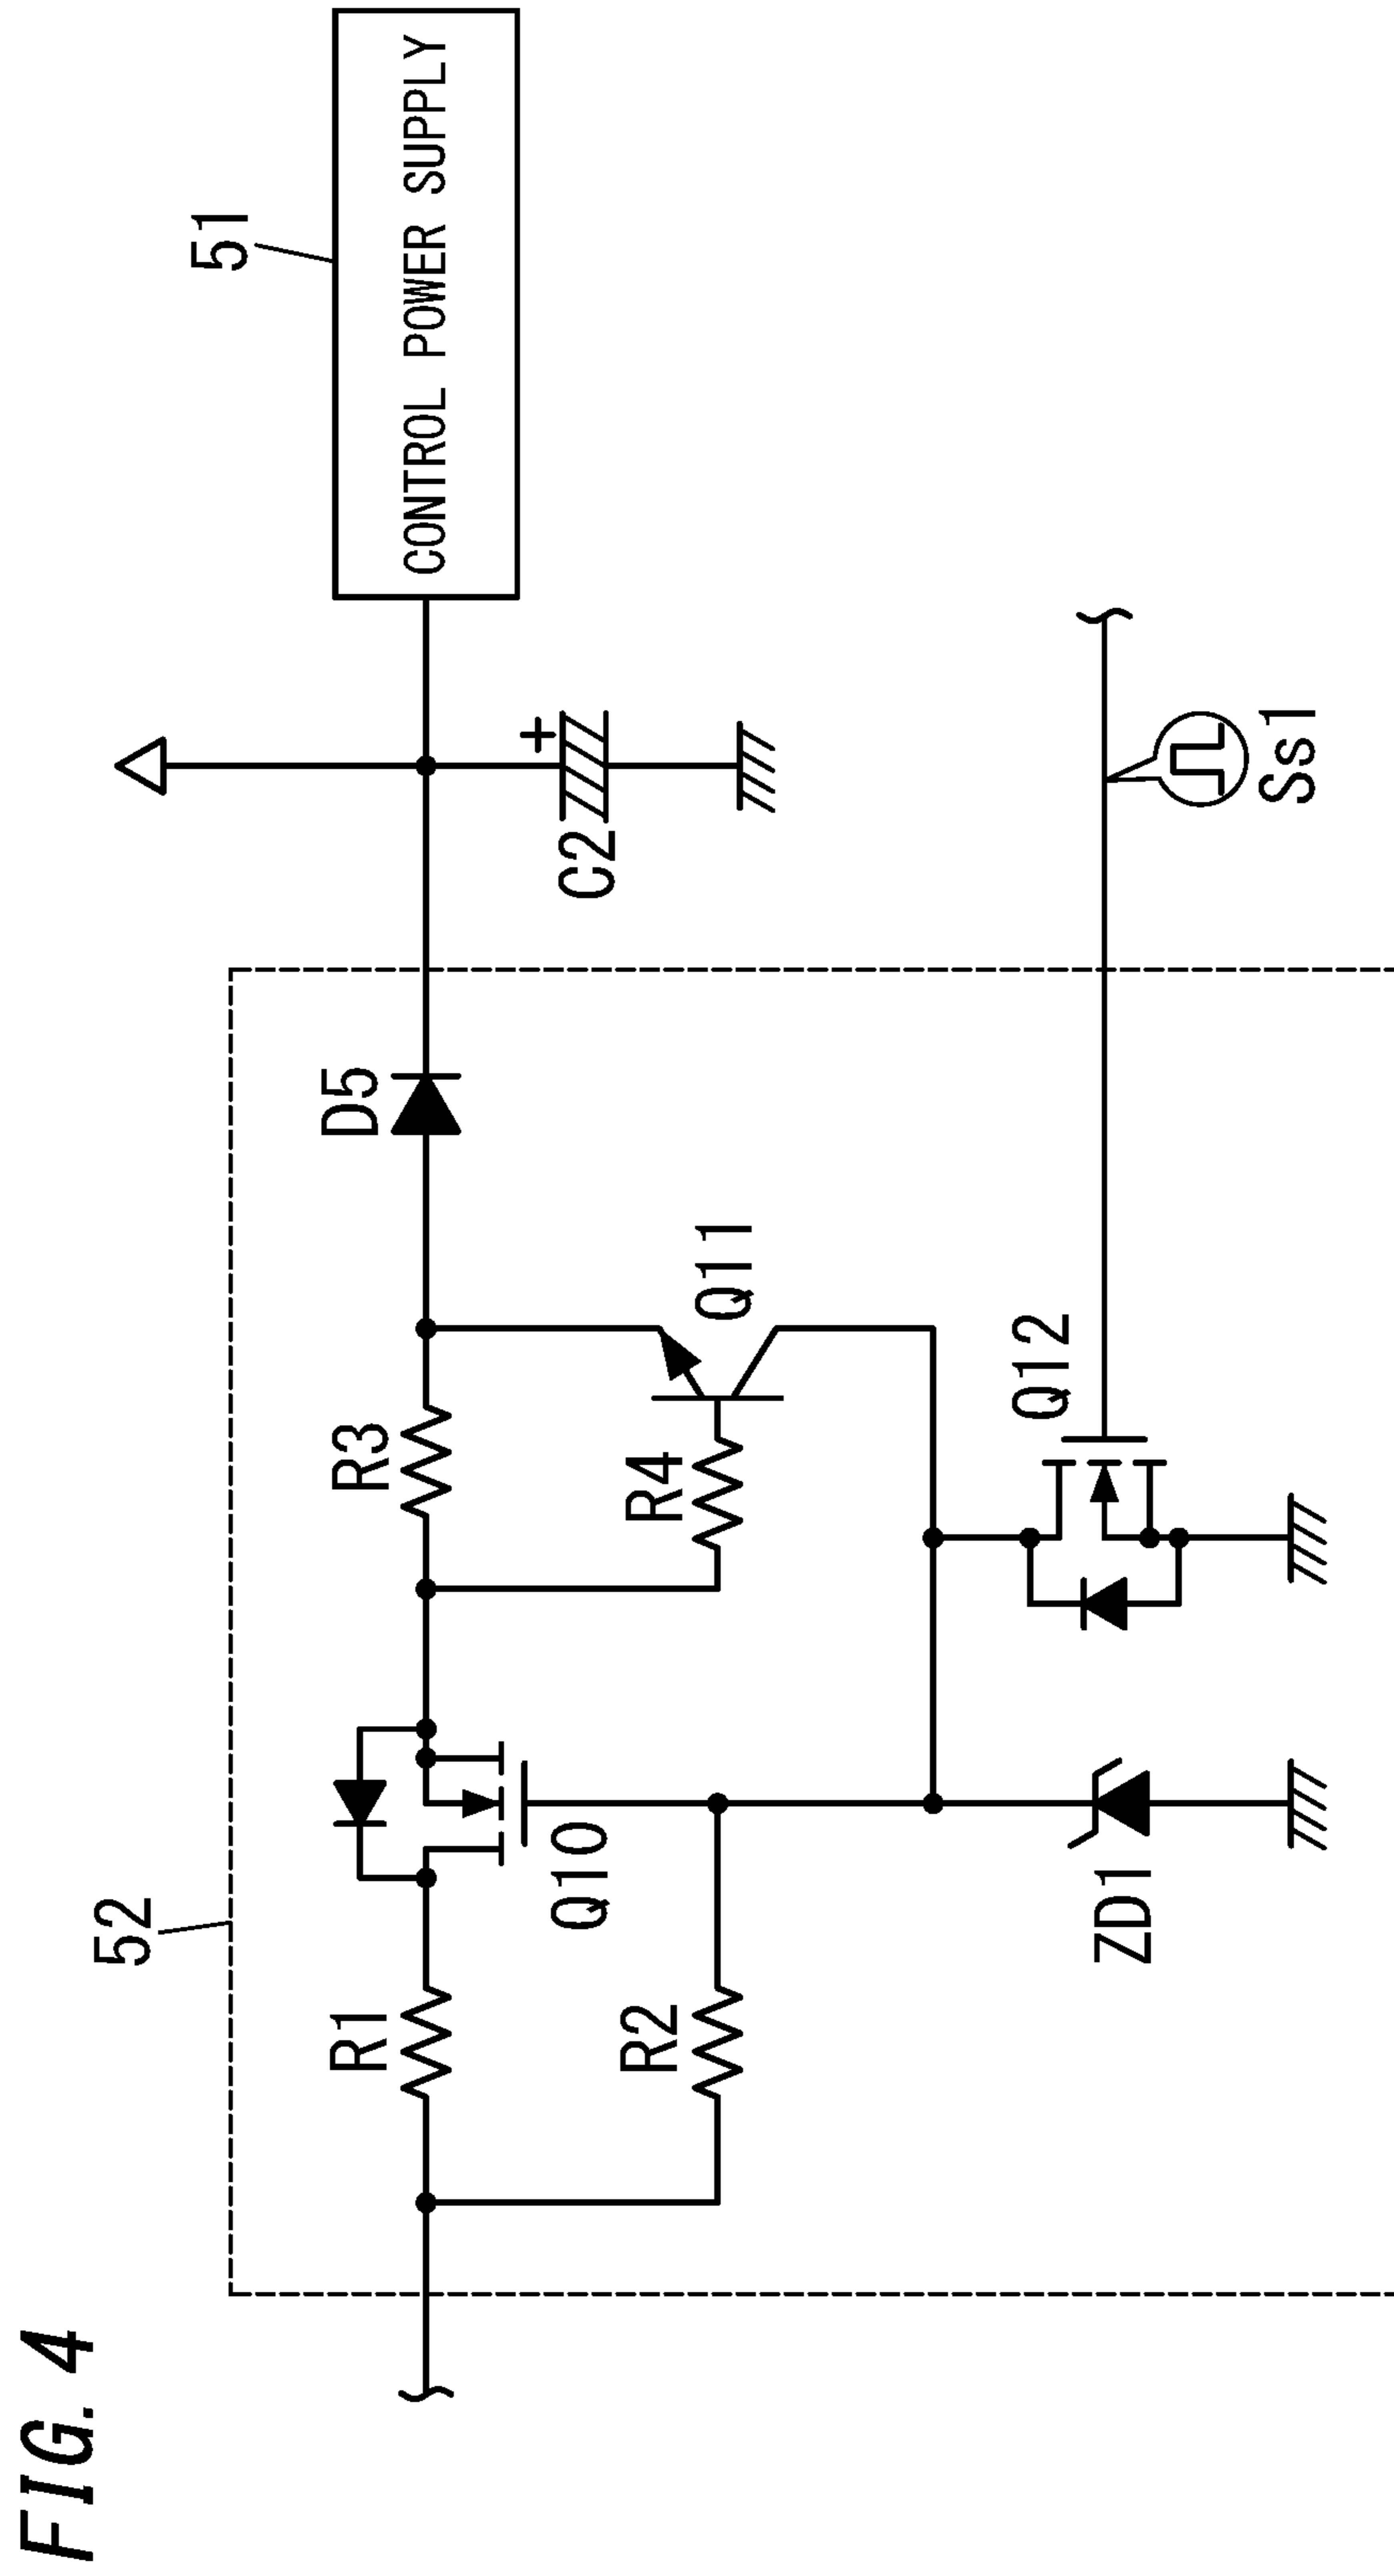 FIG. 4
52
51
R1
R3
D5
CONTROL POWER SUPPLY
Q10
R2
R4
Q11
+
C2
ZD1
Q12
Ss1